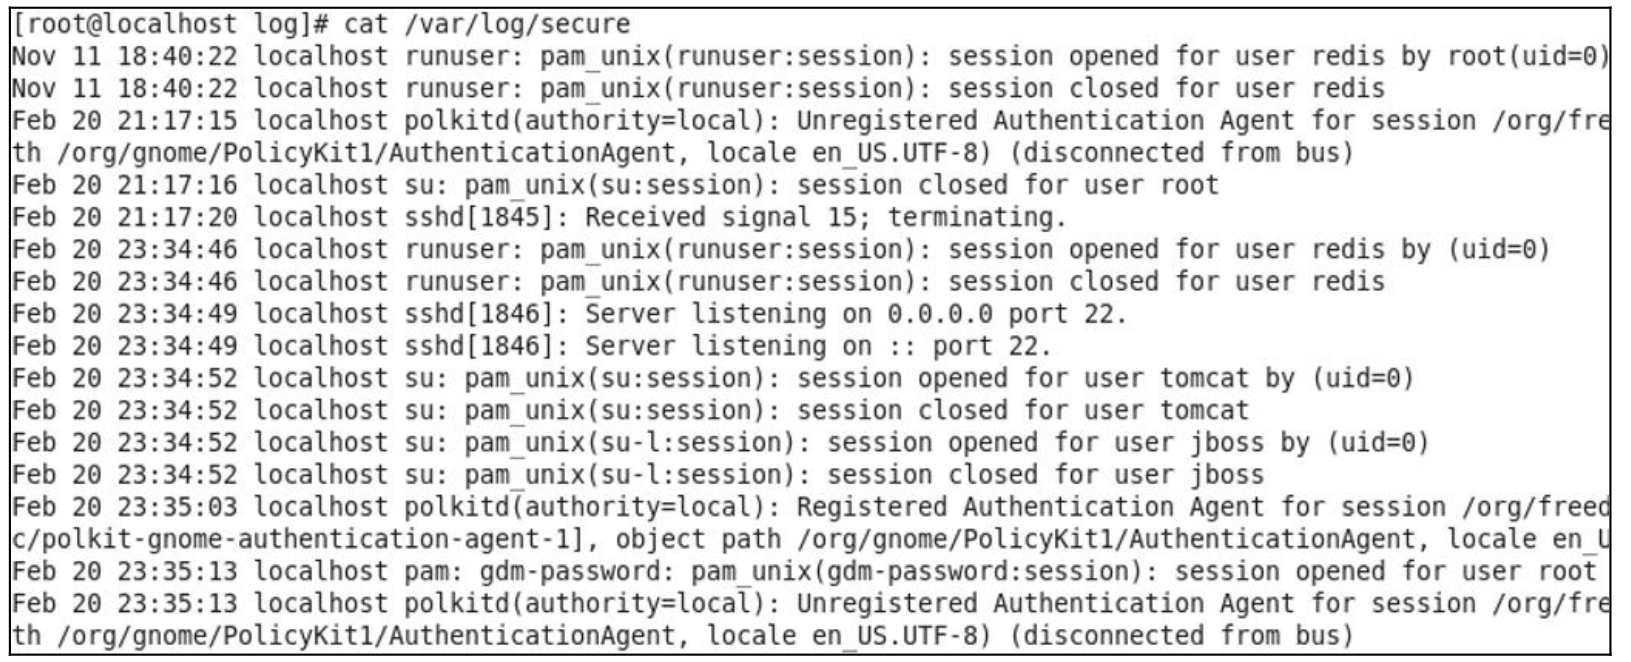 [root@localhost log]# cat /var/log/secure
Nov 11 18:40:22 localhost runuser: pam_unix(runuser:session): session opened for user redis by root(uid=0)
Nov 11 18:40:22 localhost runuser: pam_unix(runuser:session): session closed for user redis
Feb 20 21:17:15 localhost polkitd(authority=local): Unregistered Authentication Agent for session /org/fre
th /org/gnome/PolicyKit1/AuthenticationAgent, locale en_US.UTF-8) (disconnected from bus)
Feb 20 21:17:16 localhost su: pam_unix(su:session): session closed for user root
Feb 20 21:17:20 localhost sshd[1845]: Received signal 15; terminating.
Feb 20 23:34:46 localhost runuser: pam_unix(runuser:session): session opened for user redis by (uid=0)
Feb 20 23:34:46 localhost runuser: pam_unix(runuser:session): session closed for user redis
Feb 20 23:34:49 localhost sshd[1846]: Server listening on 0.0.0.0 port 22.
Feb 20 23:34:49 localhost sshd[1846]: Server listening on :: port 22.
Feb 20 23:34:52 localhost su: pam_unix(su:session): session opened for user tomcat by (uid=0)
Feb 20 23:34:52 localhost su: pam_unix(su:session): session closed for user tomcat
Feb 20 23:34:52 localhost su: pam_unix(su-l:session): session opened for user jboss by (uid=0)
Feb 20 23:34:52 localhost su: pam_unix(su-l:session): session closed for user jboss
Feb 20 23:35:03 localhost polkitd(authority=local): Registered Authentication Agent for session /org/freed
c/polkit-gnome-authentication-agent-1], object path /org/gnome/PolicyKit1/AuthenticationAgent, locale en_U
Feb 20 23:35:13 localhost pam: gdm-password: pam_unix(gdm-password:session): session opened for user root
Feb 20 23:35:13 localhost polkitd(authority=local): Unregistered Authentication Agent for session /org/fre
th /org/gnome/PolicyKit1/AuthenticationAgent, locale en_US.UTF-8) (disconnected from bus)